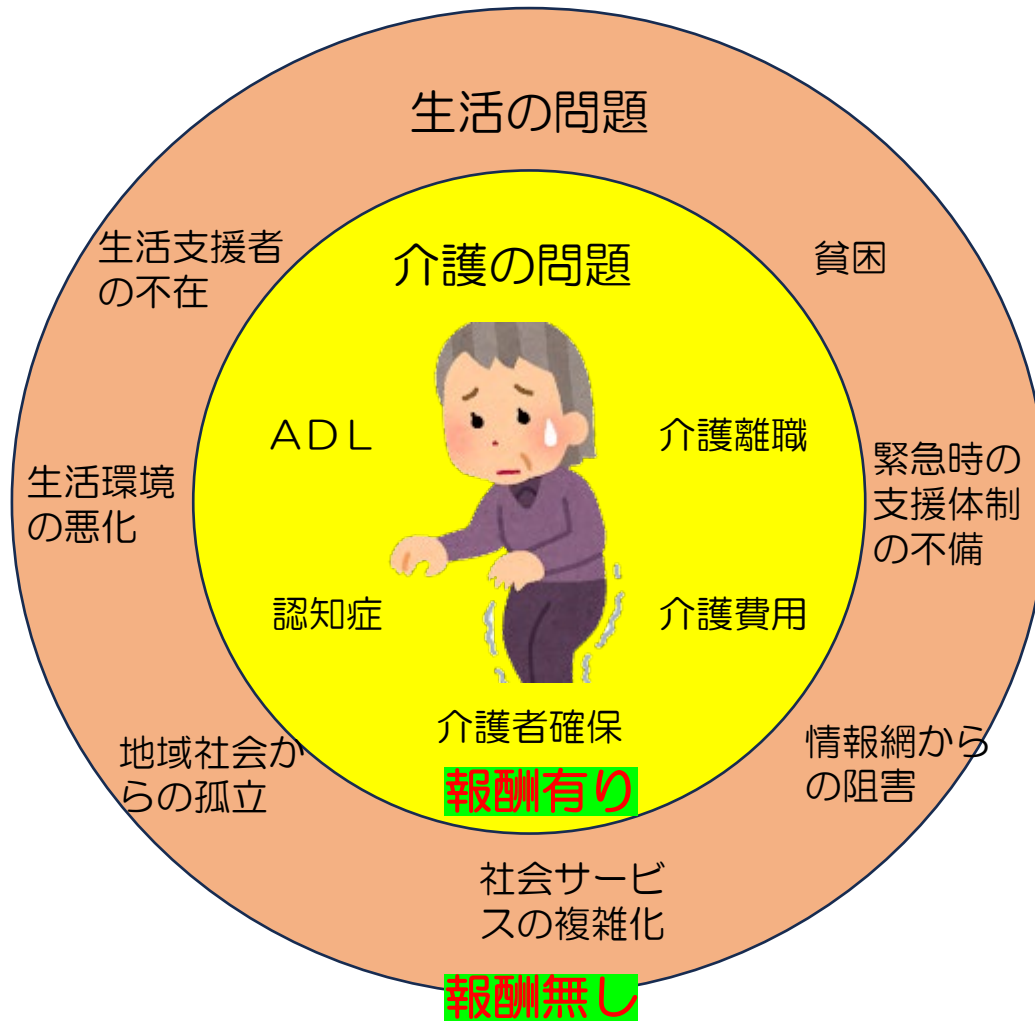 生活の問題
生活支援者
の不在
貧困
介護の問題
ADL
介護離職
生活環境
の悪化
緊急時の
支援体制
の不備
認知症
介護費用
介護者確保
報酬有り
地域社会か
らの孤立
情報網から
の阻害
社会サービ
スの複雑化
報酬無し